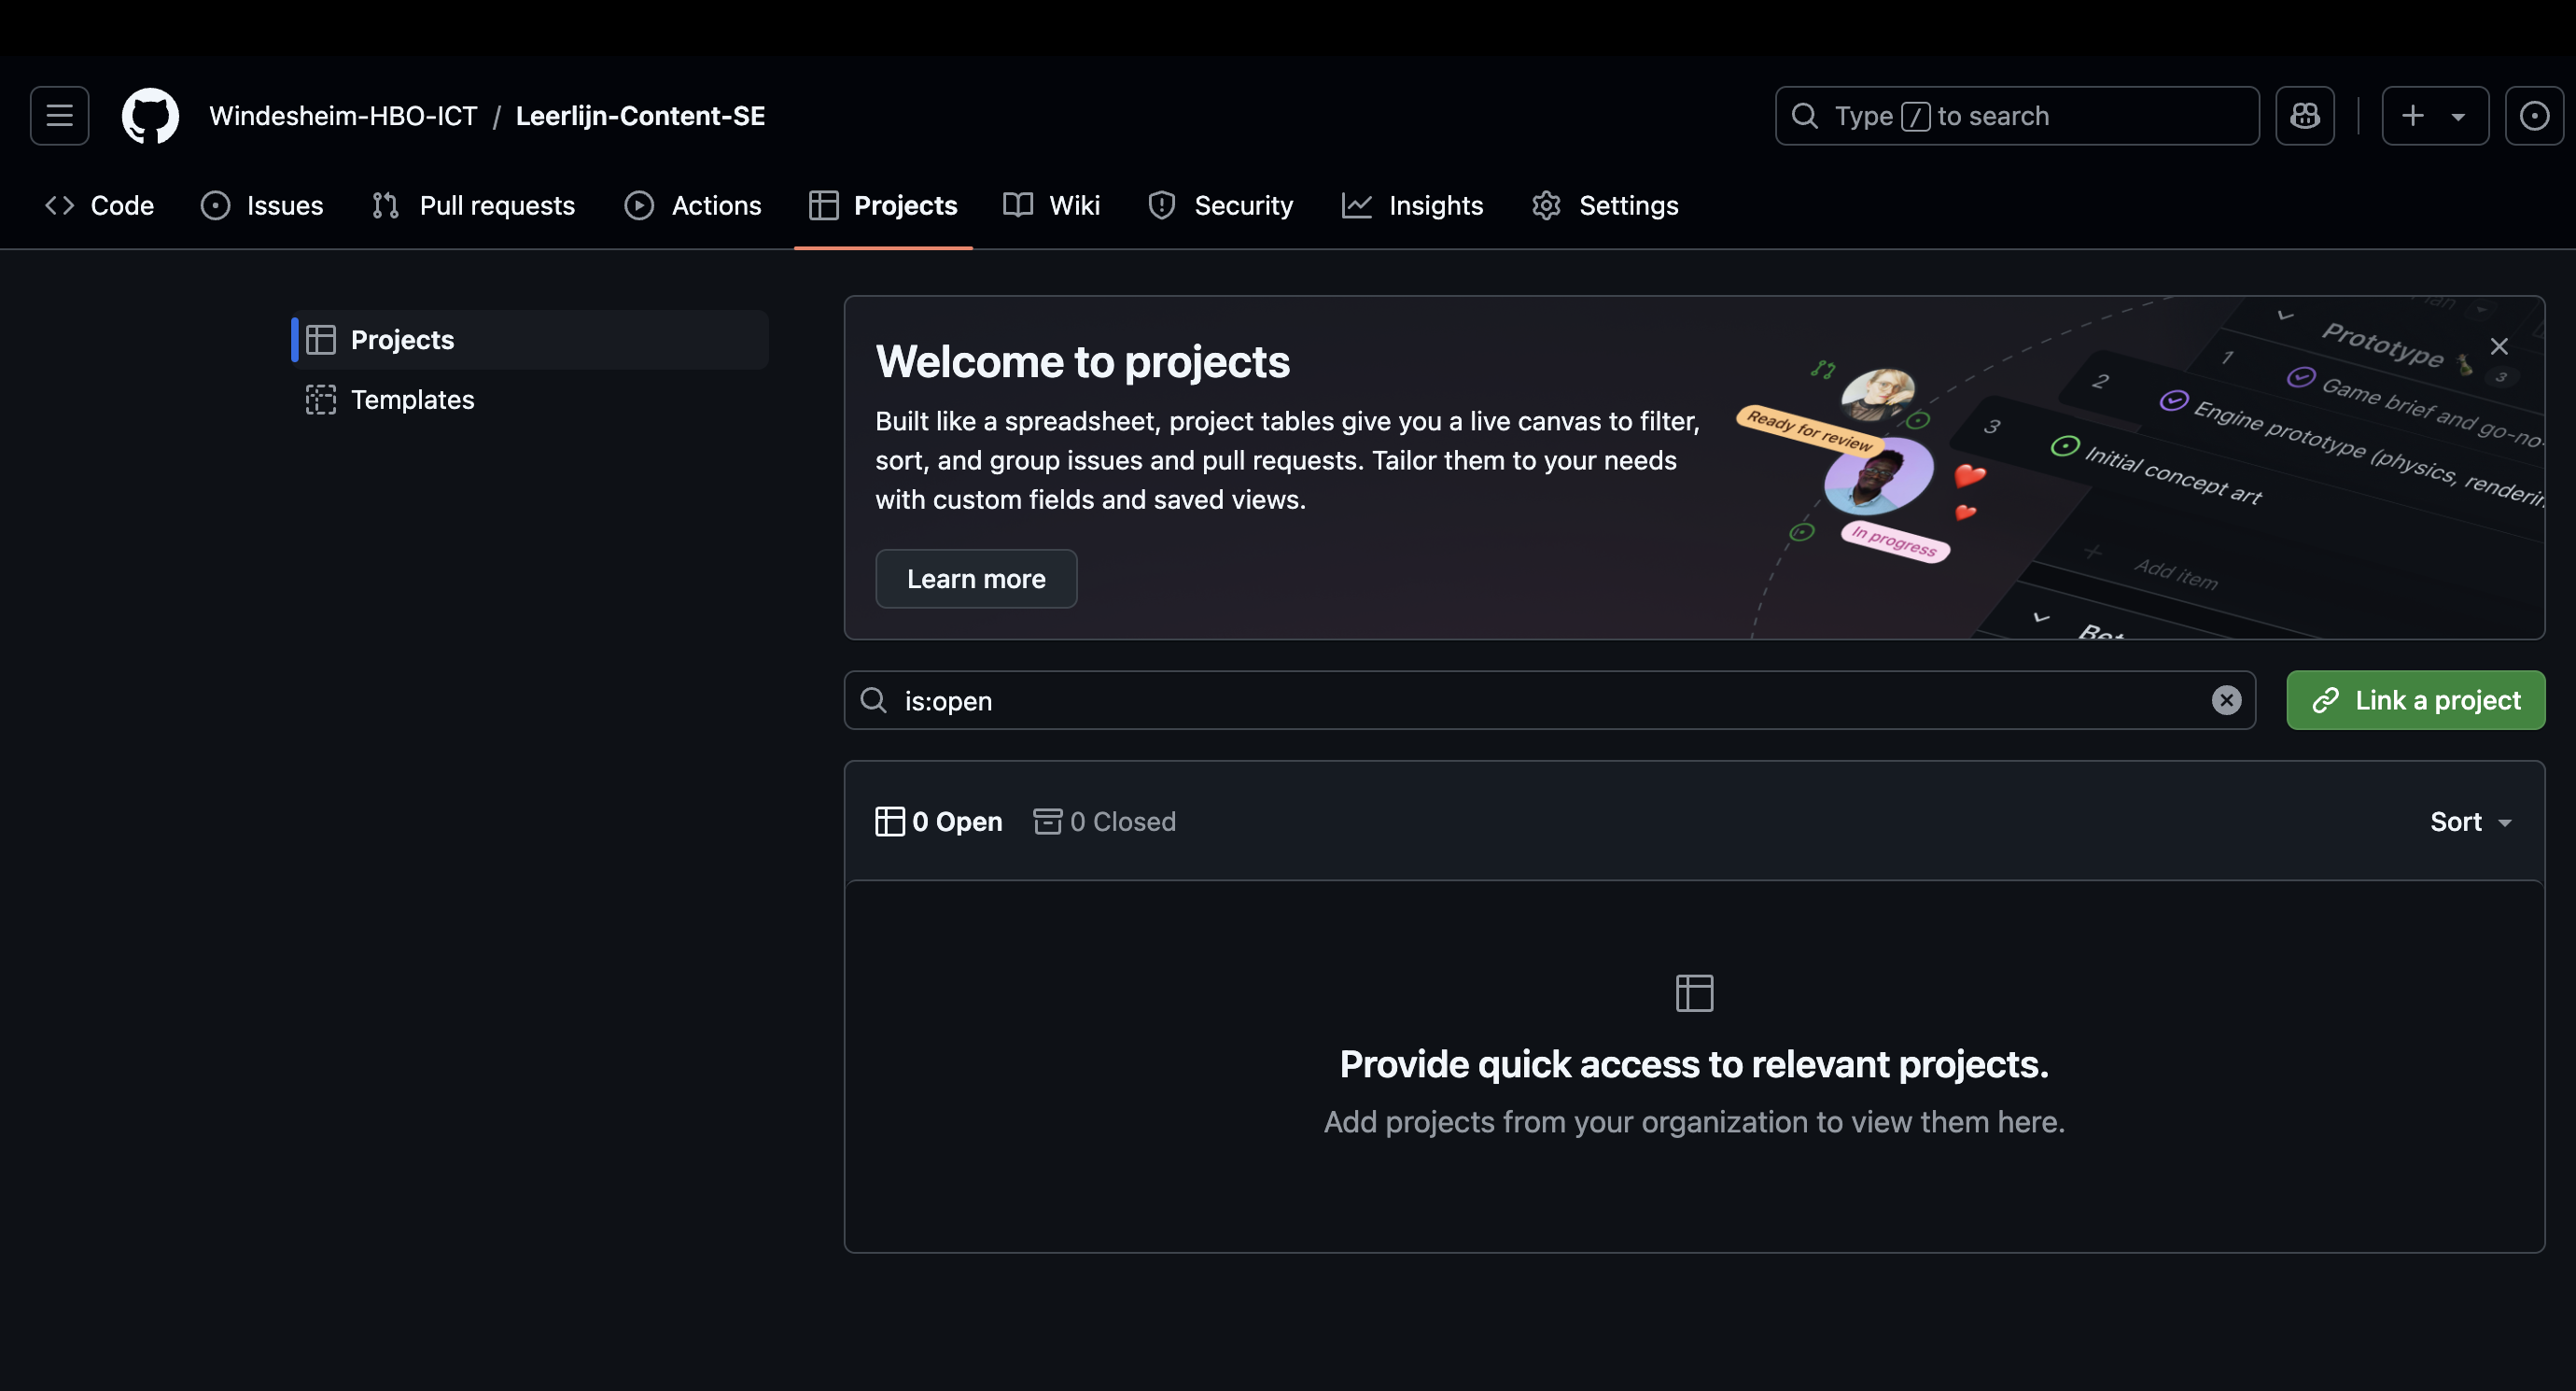 Windesheim-HBO-ICT / Leerlijn-Content-SE
Type / to search
Code
Issues
Pull requests
Actions
Projects
Wiki
Security
Insights
Settings
Projects
Templates
Welcome to projects
Built like a spreadsheet, project tables give you a live canvas to filter,
sort, and group issues and pull requests. Tailor them to your needs
with custom fields and saved views.
Learn more
Ready for review
In progress
Prototype
3
1 Game brief and go-no-
2 Engine prototype (physics, renderin
3 Initial concept art
Add item
is:open
Link a project
0 Open
0 Closed
Sort
Provide quick access to relevant projects.
Add projects from your organization to view them here.